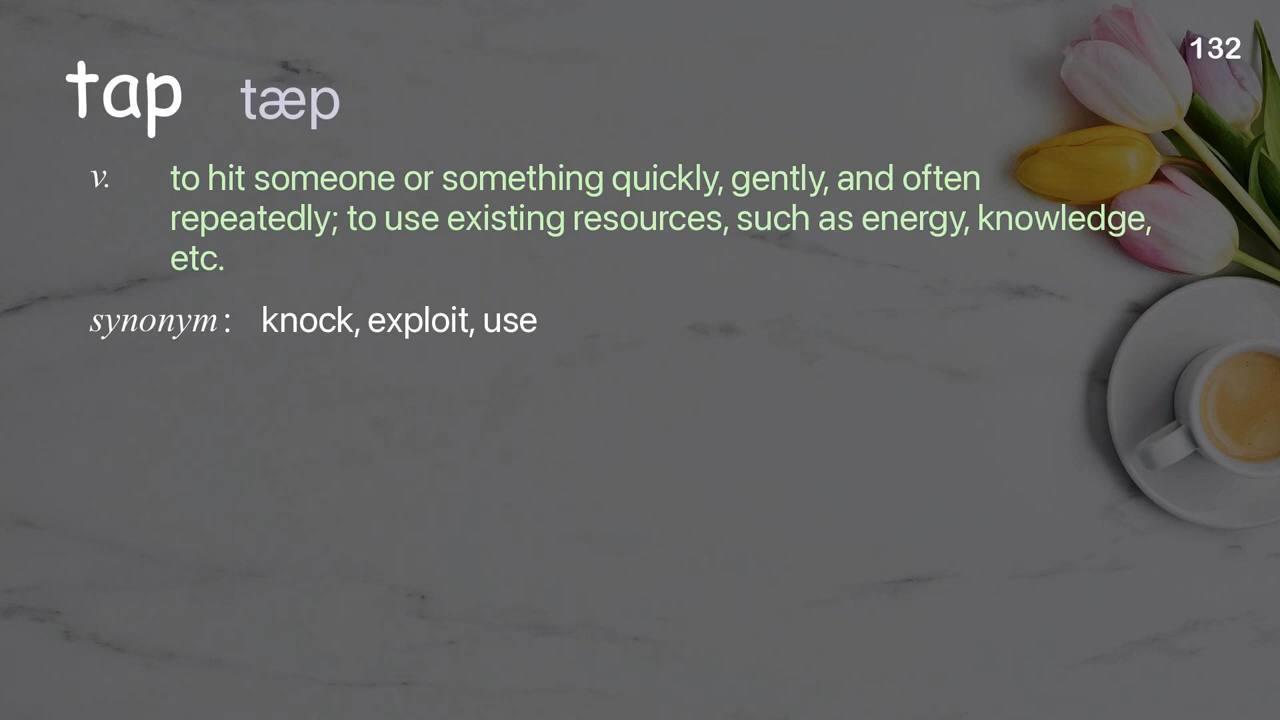 132
tap tæp
v. to hit someone or something quickly, gently, and often
repeatedly; to use existing resources, such as energy, knowledge,
etc.
synonym: knock, exploit, use